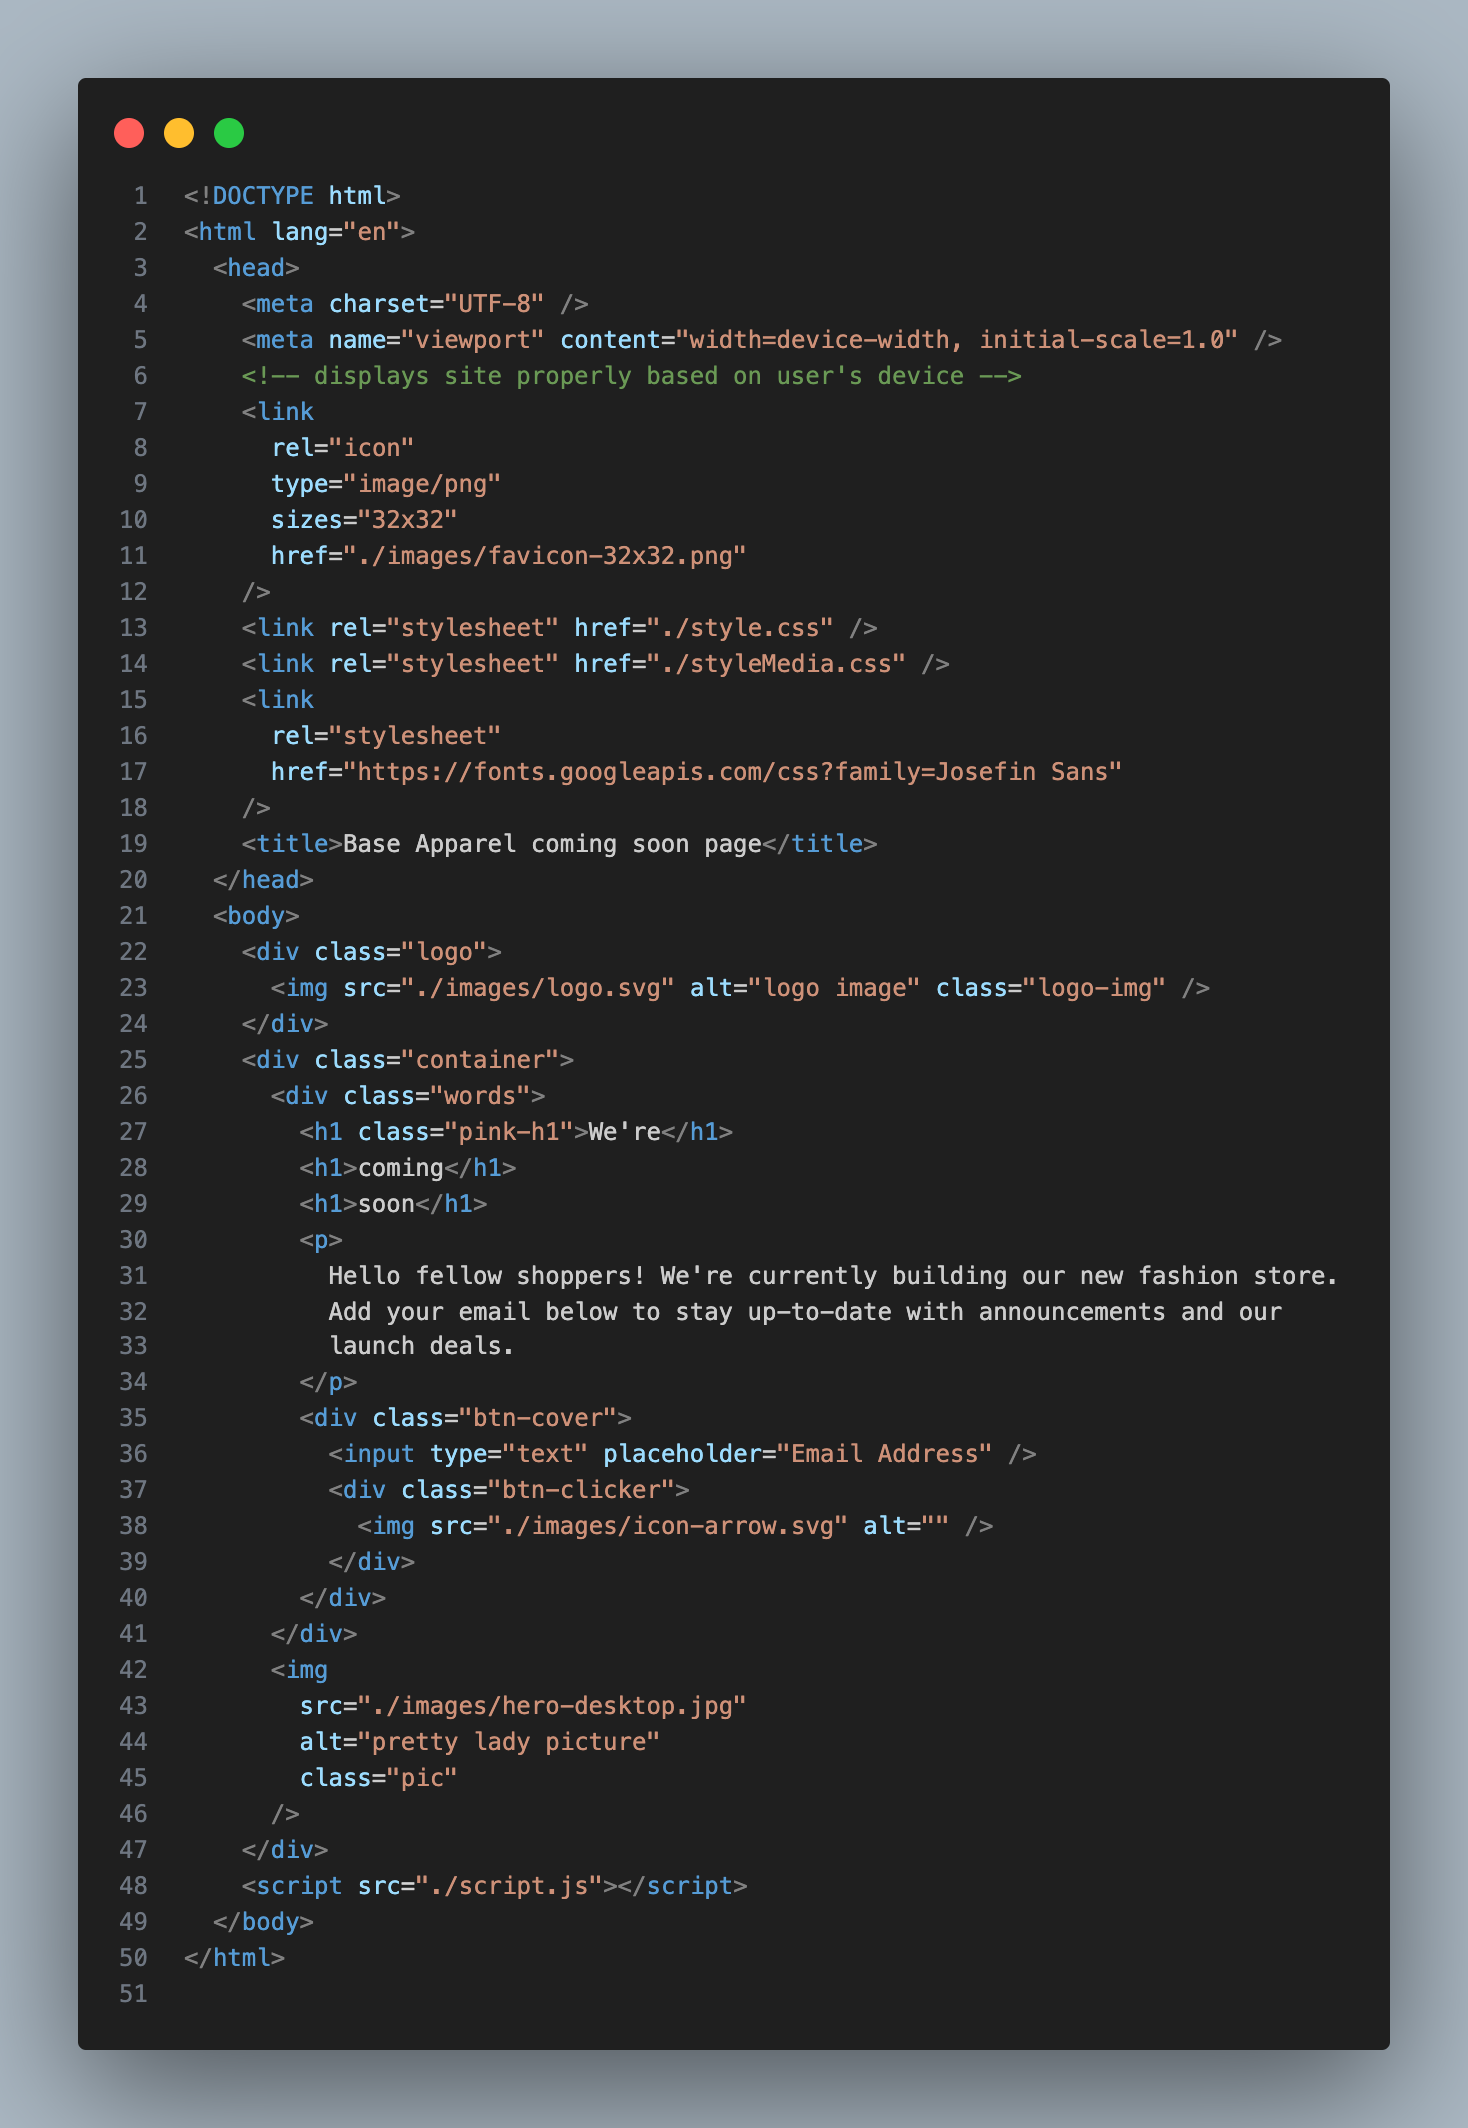 1 <!DOCTYPE html>
2 <html lang="en">
3   <head>
4     <meta charset="UTF-8" />
5     <meta name="viewport" content="width=device-width, initial-scale=1.0" />
6     <!-- displays site properly based on user's device -->
7     <link
8       rel="icon"
9       type="image/png"
10       sizes="32x32"
11       href="./images/favicon-32x32.png"
12     />
13     <link rel="stylesheet" href="./style.css" />
14     <link rel="stylesheet" href="./styleMedia.css" />
15     <link
16       rel="stylesheet"
17       href="https://fonts.googleapis.com/css?family=Josefin Sans"
18     />
19     <title>Base Apparel coming soon page</title>
20   </head>
21   <body>
22     <div class="logo">
23       <img src="./images/logo.svg" alt="logo image" class="logo-img" />
24     </div>
25     <div class="container">
26       <div class="words">
27         <h1 class="pink-h1">We're</h1>
28         <h1>coming</h1>
29         <h1>soon</h1>
30         <p>
31           Hello fellow shoppers! We're currently building our new fashion store.
32           Add your email below to stay up-to-date with announcements and our
33           launch deals.
34         </p>
35         <div class="btn-cover">
36           <input type="text" placeholder="Email Address" />
37           <div class="btn-clicker">
38             <img src="./images/icon-arrow.svg" alt="" />
39           </div>
40         </div>
41       </div>
42       <img
43         src="./images/hero-desktop.jpg"
44         alt="pretty lady picture"
45         class="pic"
46       />
47     </div>
48     <script src="./script.js"></script>
49   </body>
50 </html>
51